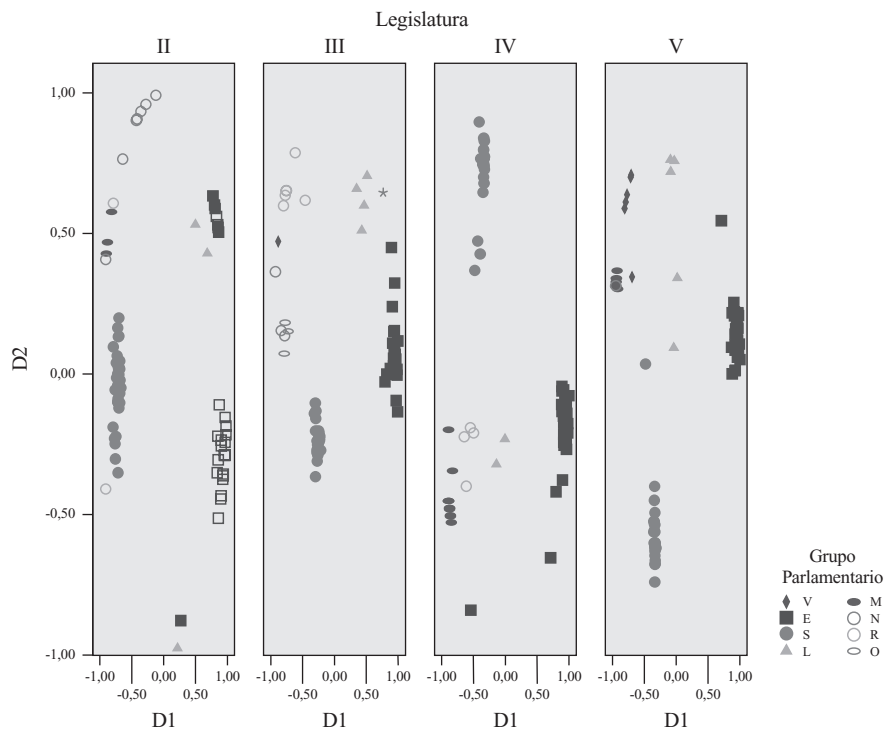 Legislatura
II III IV V
1,00
0,50
0,00
-0,50
-1,00
D2
-1,00 0,00 1,00 -1,00 0,00 1,00 -1,00 0,00 1,00 -1,00 0,00 1,00
-0,50 0,50 -0,50 0,50 -0,50 0,50 -0,50 0,50
D1 D1 D1 D1
Grupo
Parlamentario
V M
E N
S R
L O